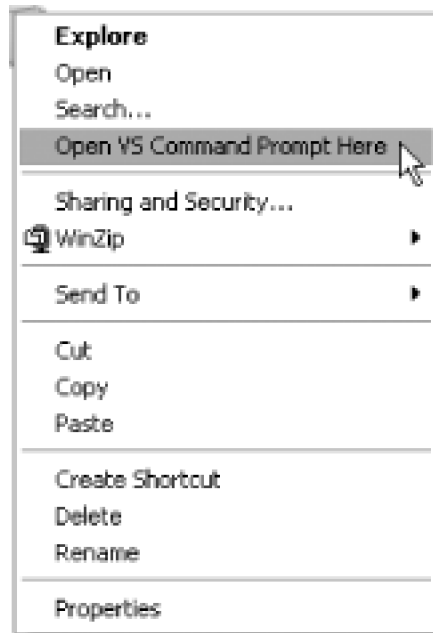 Explore
Open
Search...
Open VS Command Prompt Here
Sharing and Security...
WinZip
Send To
Cut
Copy
Paste
Create Shortcut
Delete
Rename
Properties